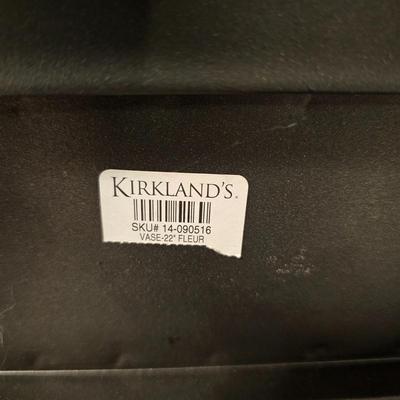 KIRKLAND'S.
SKU# 14-090516
VASE-22" FLEUR